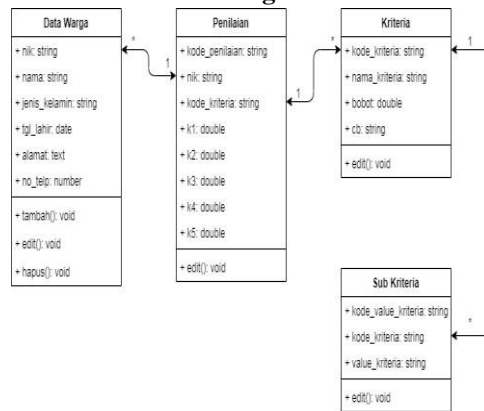 Data Warga
+ nik: string
+ nama: string
+ jenis_kelamin: string
+ tgl_lahir: date
+ alamat: text
+ no_telp: number
+ tambah(): void
+ edit(): void
+ hapus(): void
*
1
Penilaian
+ kode_penilaian: string
+ nik: string
+ kode_kriteria: string
+ k1: double
+ k2: double
+ k3: double
+ k4: double
+ k5: double
+ edit(): void
*
1
Kriteria
+ kode_kriteria: string
+ nama_kriteria: string
+ bobot: double
+ cb: string
+ edit(): void
1
*
Sub Kriteria
+ kode_value_kriteria: string
+ kode_kriteria: string
+ value_kriteria: string
+ edit(): void